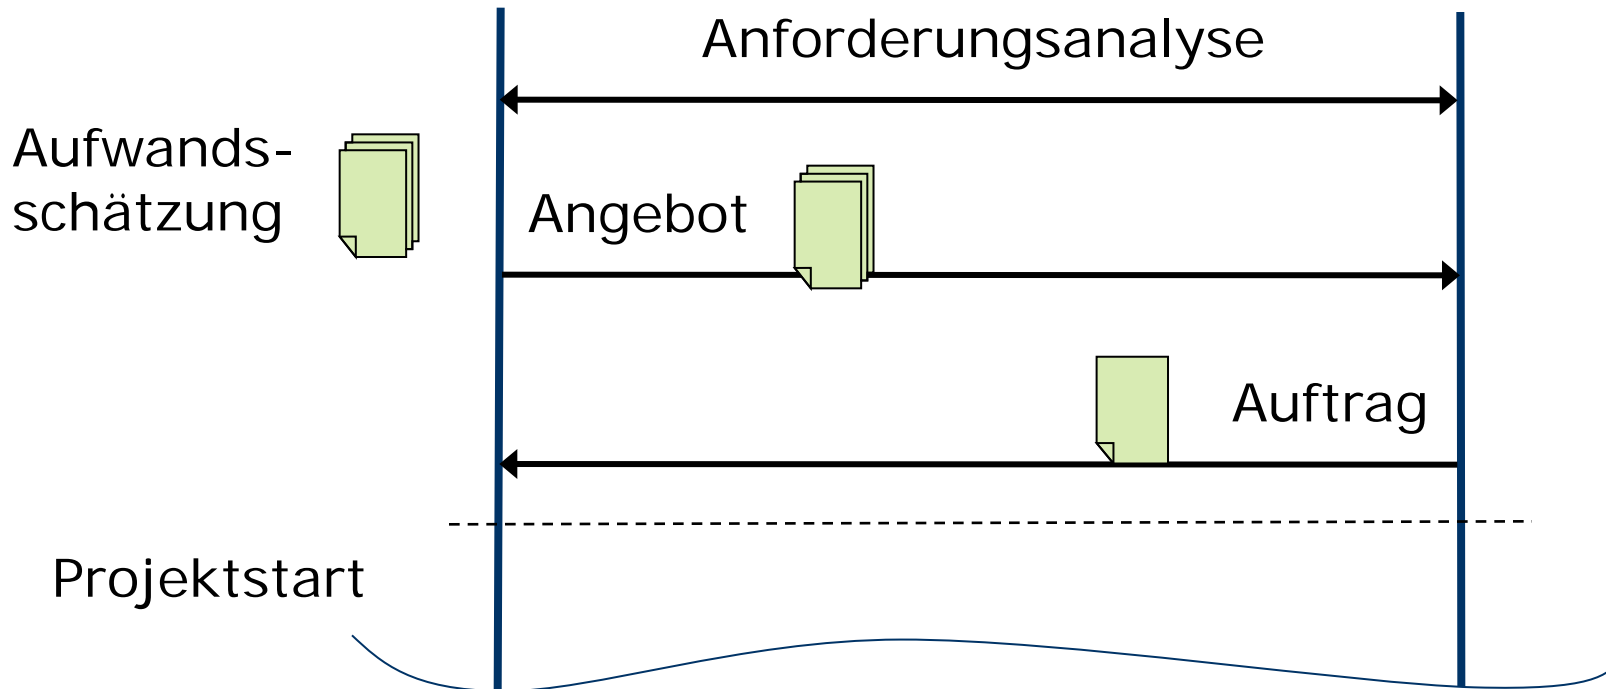 Anforderungsanalyse
Aufwands-
schätzung
Angebot
Auftrag
Projektstart